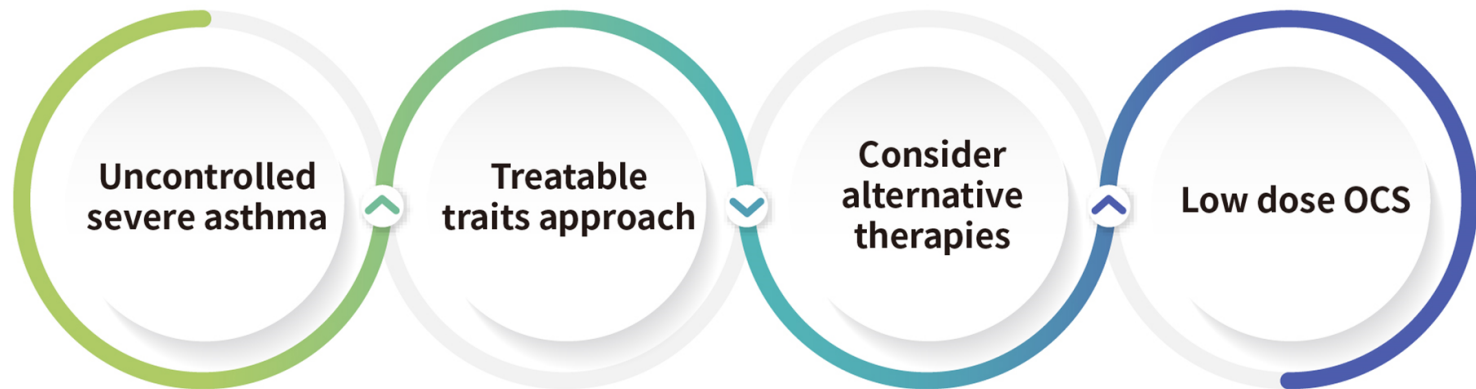 Uncontrolled
severe asthma
Treatable
traits approach
Consider
alternative
therapies
Low dose OCS